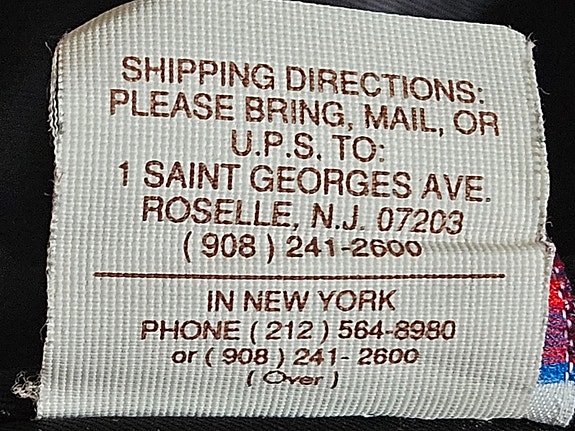 SHIPPING DIRECTIONS:
PLEASE BRING, MAIL, OR
U.P.S. TO:
1 SAINT GEORGES AVE.
ROSELLE, N.J. 07203
( 908 ) 241-2600
IN NEW YORK
PHONE ( 212 ) 564-8980
or ( 908 ) 241- 2600
( Over )